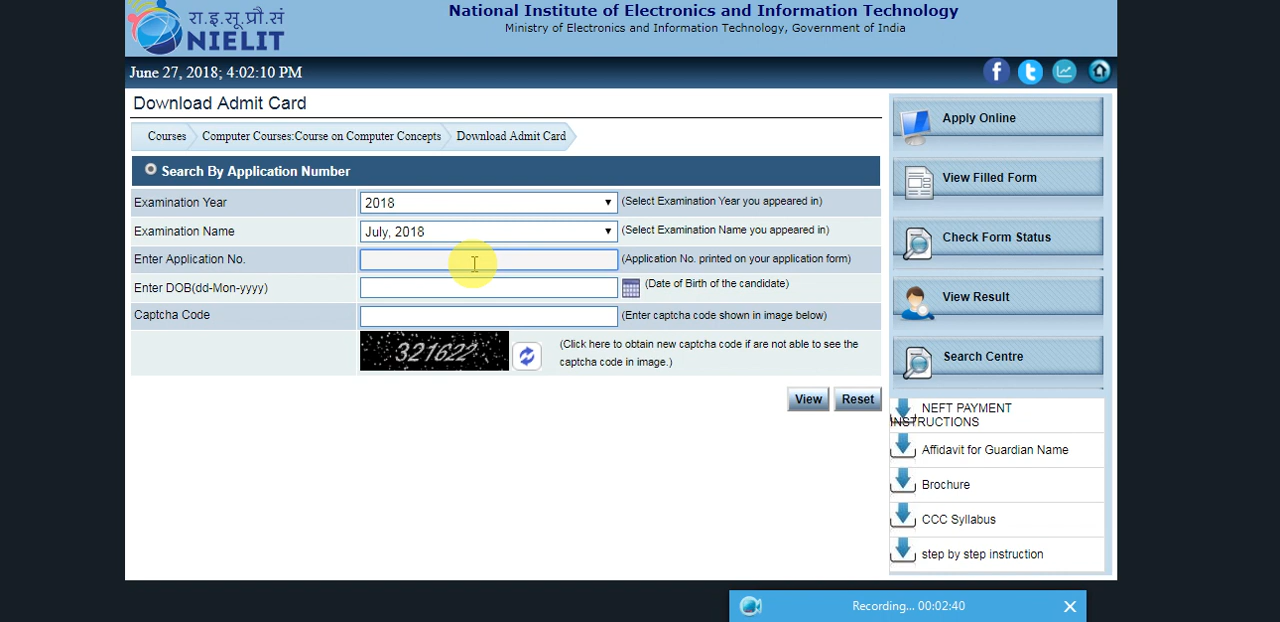 रा.इ.सू.प्रौ.सं
NIELIT
National Institute of Electronics and Information Technology
Ministry of Electronics and Information Technology, Government of India
June 27, 2018; 4:02:10 PM
Download Admit Card
Courses
Computer Courses:Course on Computer Concepts
Download Admit Card
Search By Application Number
Examination Year
2018
(Select Examination Year you appeared in)
Examination Name
July, 2018
(Select Examination Name you appeared in)
Enter Application No.
(Application No. printed on your application form)
Enter DOB(dd-Mon-yyyy)
(Date of Birth of the candidate)
Captcha Code
(Enter captcha code shown in image below)
321622
(Click here to obtain new captcha code if are not able to see the
captcha code in image.)
View
Reset
Apply Online
View Filled Form
Check Form Status
View Result
Search Centre
NEFT PAYMENT
INSTRUCTIONS
Affidavit for Guardian Name
Brochure
CCC Syllabus
step by step instruction
Recording... 00:02:40